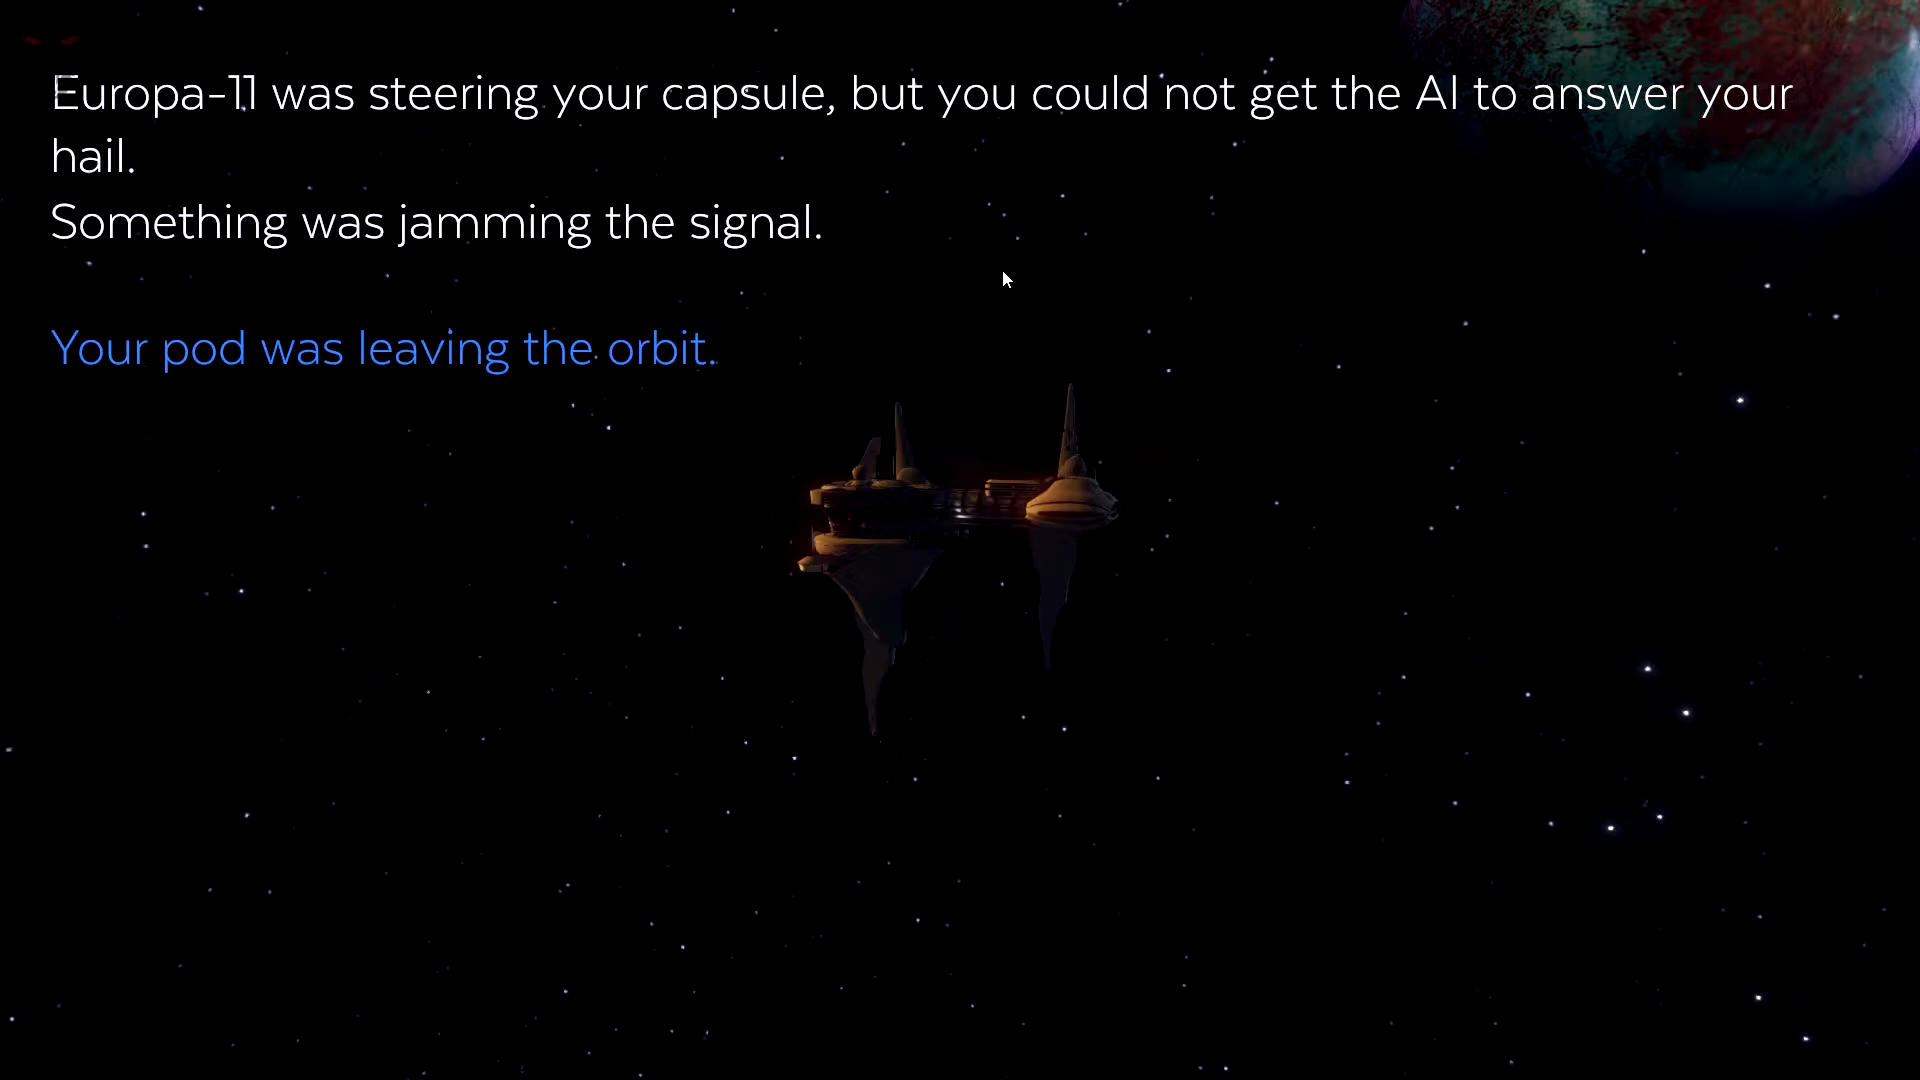 Europa-11 was steering your capsule, but you could not get the AI to answer your
hail.
Something was jamming the signal.
Your pod was leaving the orbit.